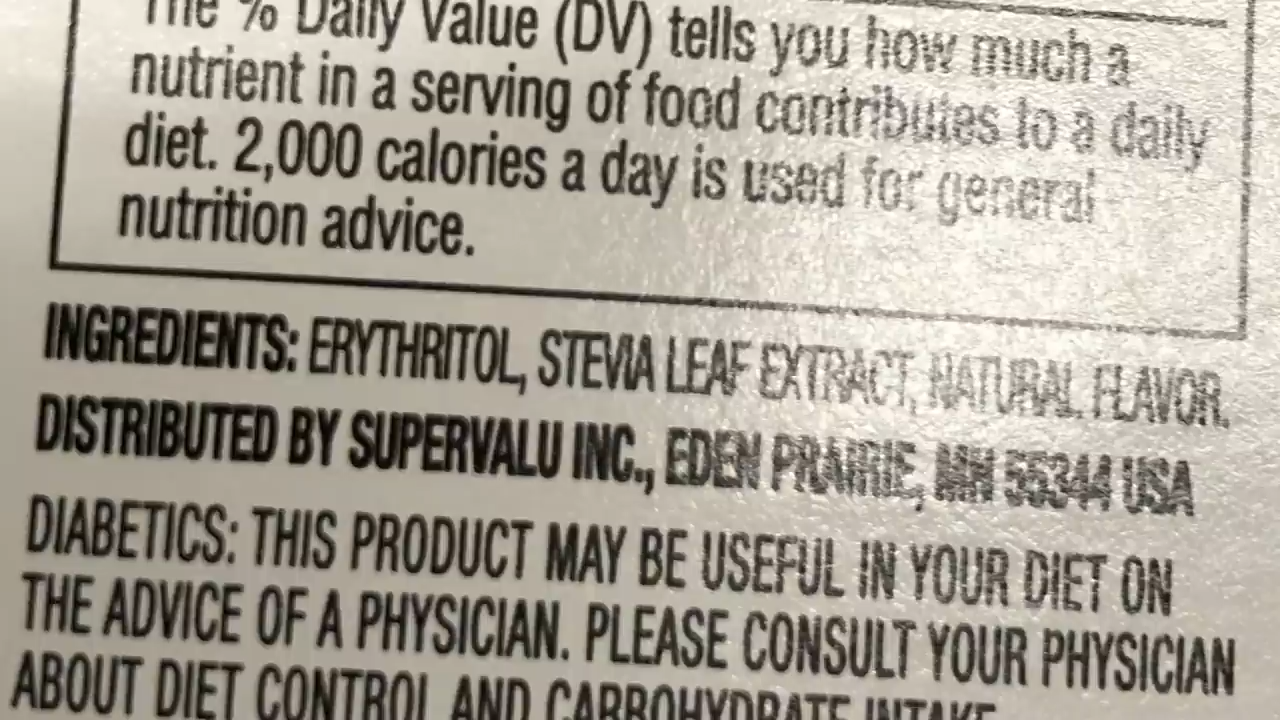 The % Daily Value (DV) tells you how much a
nutrient in a serving of food contributes to a daily
diet. 2,000 calories a day is used for general
nutrition advice.
INGREDIENTS: ERYTHRITOL, STEVIA LEAF EXTRACT, NATURAL FLAVOR.
DISTRIBUTED BY SUPERVALU INC., EDEN PRAIRIE, MN 55344 USA
DIABETICS: THIS PRODUCT MAY BE USEFUL IN YOUR DIET ON
THE ADVICE OF A PHYSICIAN. PLEASE CONSULT YOUR PHYSICIAN
ABOUT DIET CONTROL AND CARBOHYDRATE INTAKE